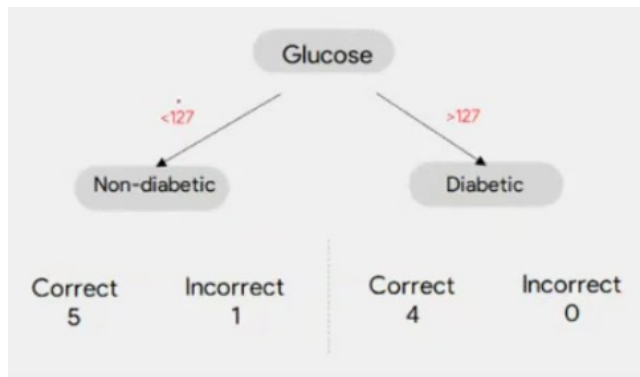 Glucose
<127
>127
Non-diabetic
Diabetic
Correct
5
Incorrect
1
Correct
4
Incorrect
0